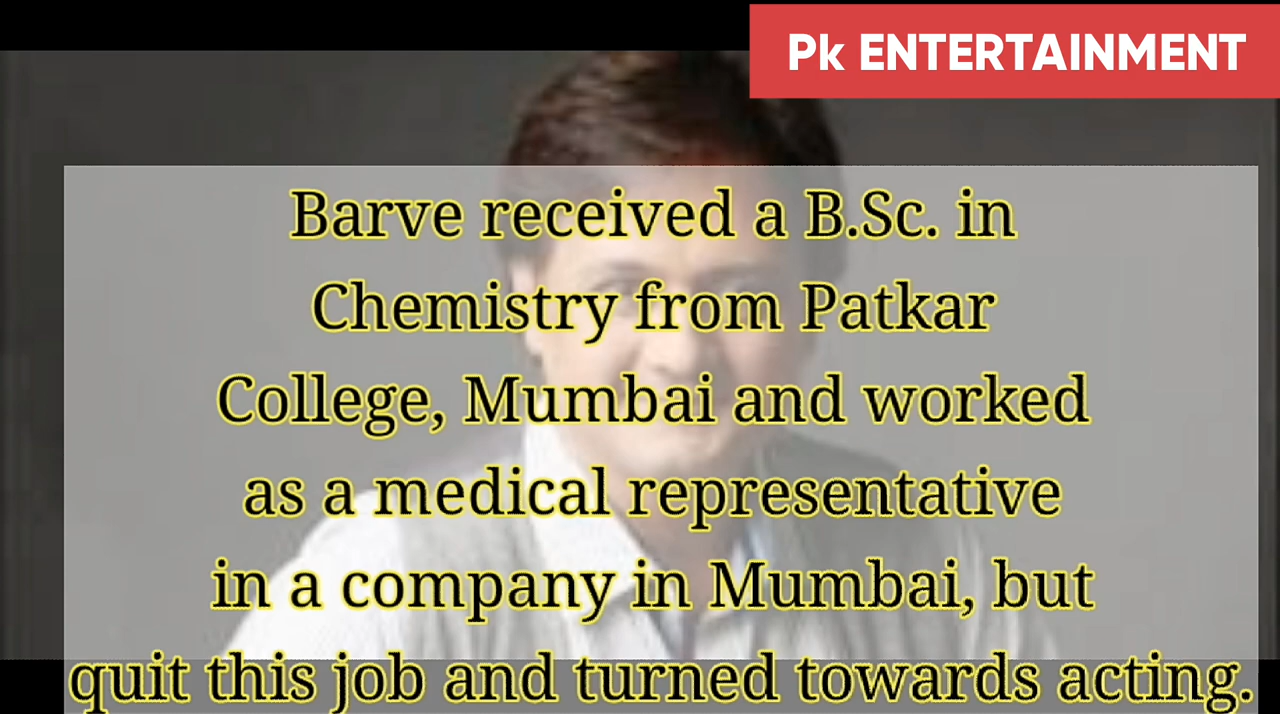 Pk ENTERTAINMENT
Barve received a B.Sc. in
Chemistry from Patkar
College, Mumbai and worked
as a medical representative
in a company in Mumbai, but
quit this job and turned towards acting.